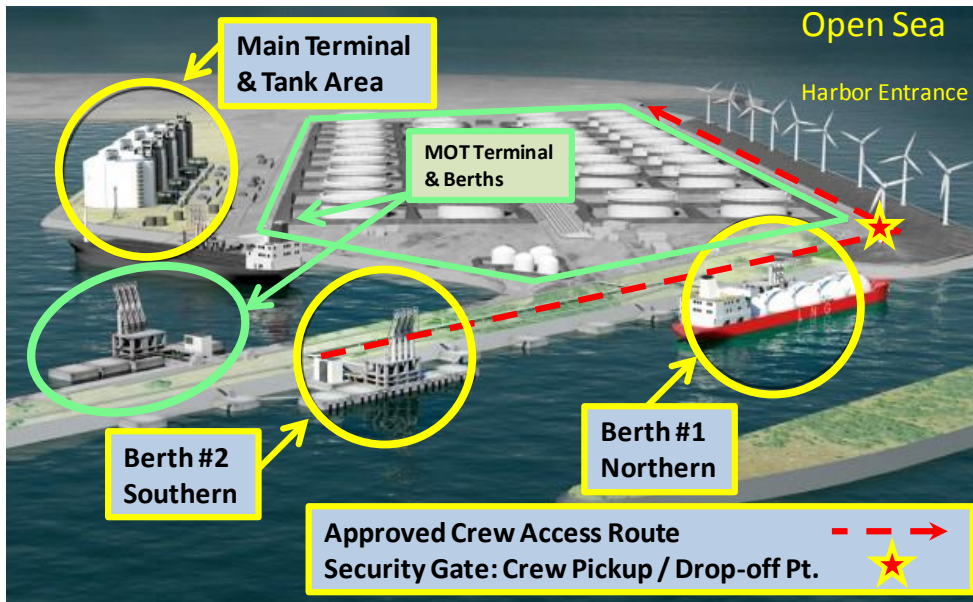 Open Sea
Harbor Entrance
Main Terminal
& Tank Area
MOT Terminal
& Berths
LNG
Berth #2
Southern
Berth #1
Northern
Approved Crew Access Route
Security Gate: Crew Pickup / Drop-off Pt.